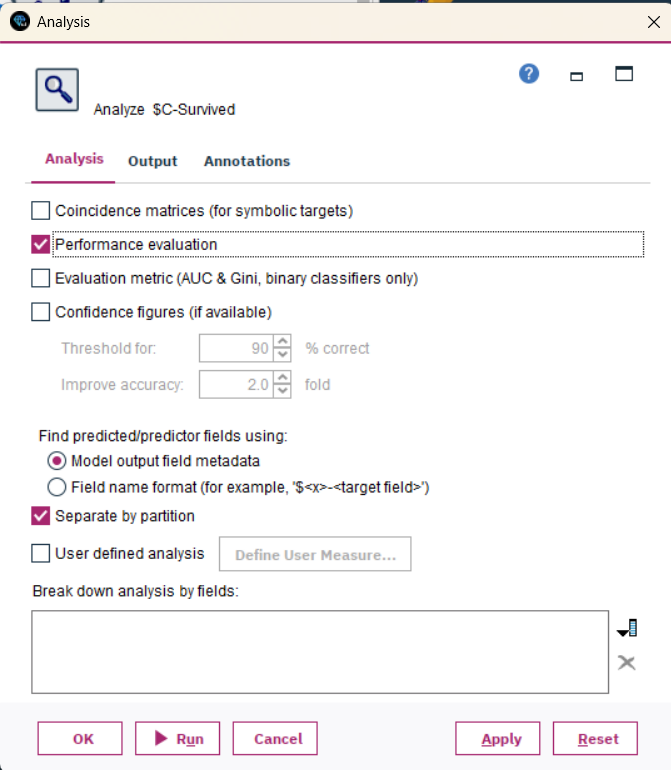 Analysis
?
Analyze $C-Survived
Analysis Output Annotations
Coincidence matrices (for symbolic targets)
Performance evaluation
Evaluation metric (AUC & Gini, binary classifiers only)
Confidence figures (if available)
Threshold for: 90 % correct
Improve accuracy: 2.0 fold
Find predicted/predictor fields using:
Model output field metadata
Field name format (for example, '$<x>-<target field>')
Separate by partition
User defined analysis Define User Measure...
Break down analysis by fields:
OK Run Cancel Apply Reset